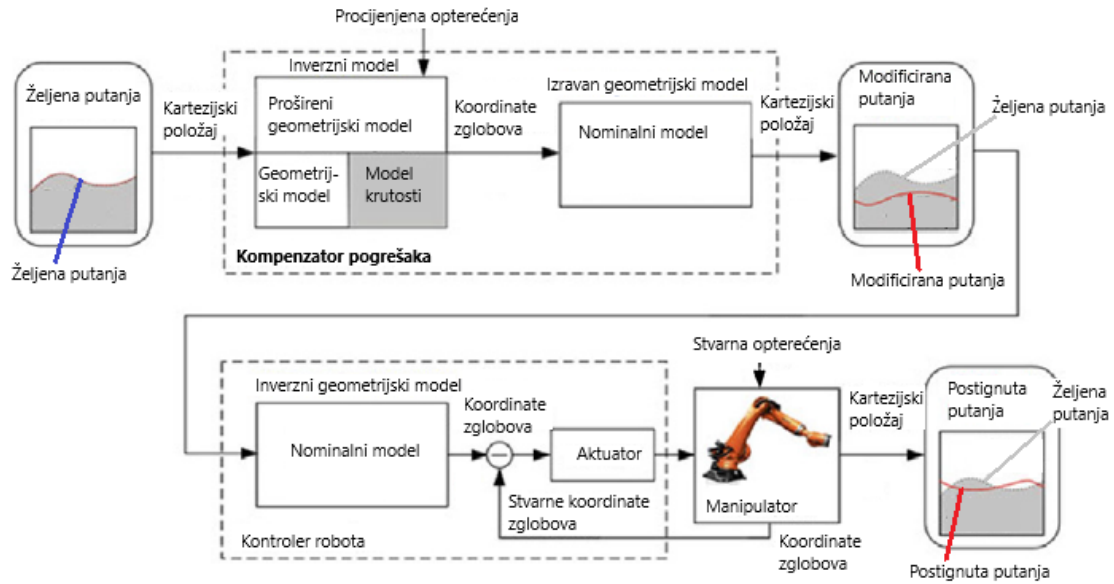 Procijenjena opterećenja
Željena putanja
Kartezijski
položaj
Inverzni model
Prošireni
geometrijski model
Geometrij-
ski model
Model
krutosti
Koordinate
zglobova
Izravan geometrijski model
Nominalni model
Kartezijski
položaj
Modificirana
putanja
Željena
putanja
Željena putanja
Kompenzator pogrešaka
Modificirana putanja
Stvarna opterećenja
Inverzni geometrijski model
Nominalni model
Koordinate
zglobova
Aktuator
Stvarne koordinate
zglobova
Kontroler robota
Manipulator
Koordinate
zglobova
Kartezijski
položaj
Postignuta
putanja
Željena
putanja
Postignuta putanja